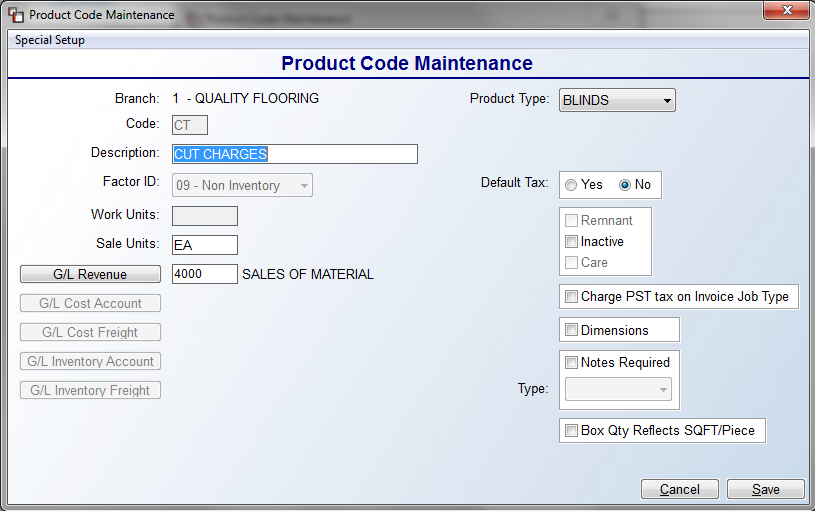 Product Code Maintenance
Special Setup
Product Code Maintenance
Branch: 1 - QUALITY FLOORING
Product Type: BLINDS
Code: CT
Description: CUT CHARGES
Factor ID: 09 - Non Inventory
Default Tax: Yes No
Work Units:
Remnant
Sale Units: EA
Inactive
Care
G/L Revenue 4000 SALES OF MATERIAL
G/L Cost Account
Charge PST tax on Invoice Job Type
G/L Cost Freight
Dimensions
G/L Inventory Account
Notes Required
G/L Inventory Freight
Type:
Box Qty Reflects SQFT/Piece
Cancel Save